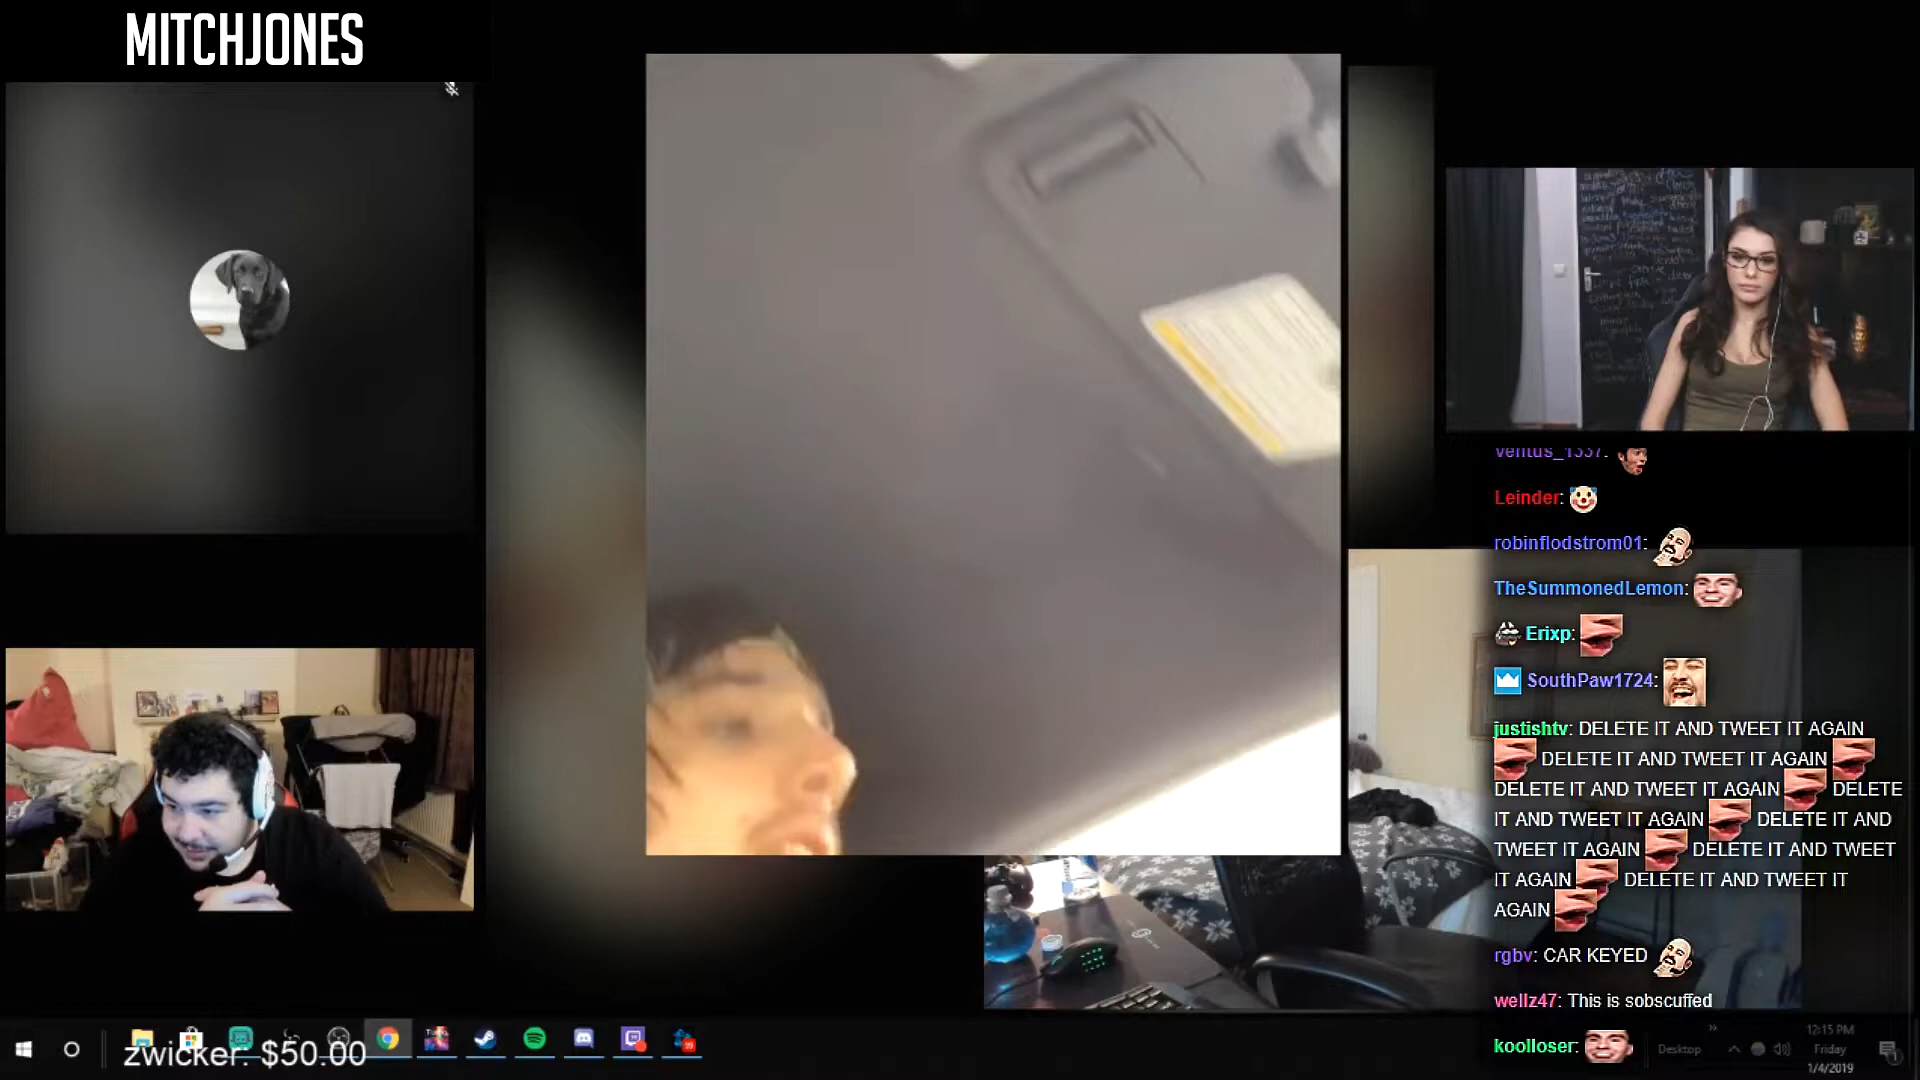 MITCHJONES
ventus_1337:
Leinder:
robinflodstrom01:
TheSummonedLemon:
Erixp:
SouthPaw1724:
justishtv: DELETE IT AND TWEET IT AGAIN
DELETE IT AND TWEET IT AGAIN
DELETE IT AND TWEET IT AGAIN DELETE
IT AND TWEET IT AGAIN DELETE IT AND
TWEET IT AGAIN DELETE IT AND TWEET
IT AGAIN DELETE IT AND TWEET IT
AGAIN
rgbv: CAR KEYED
wellz47: This is sobscuffed
koolloser:
zwicker: $50.00
Desktop
12:15 PM
Friday
1/4/2019